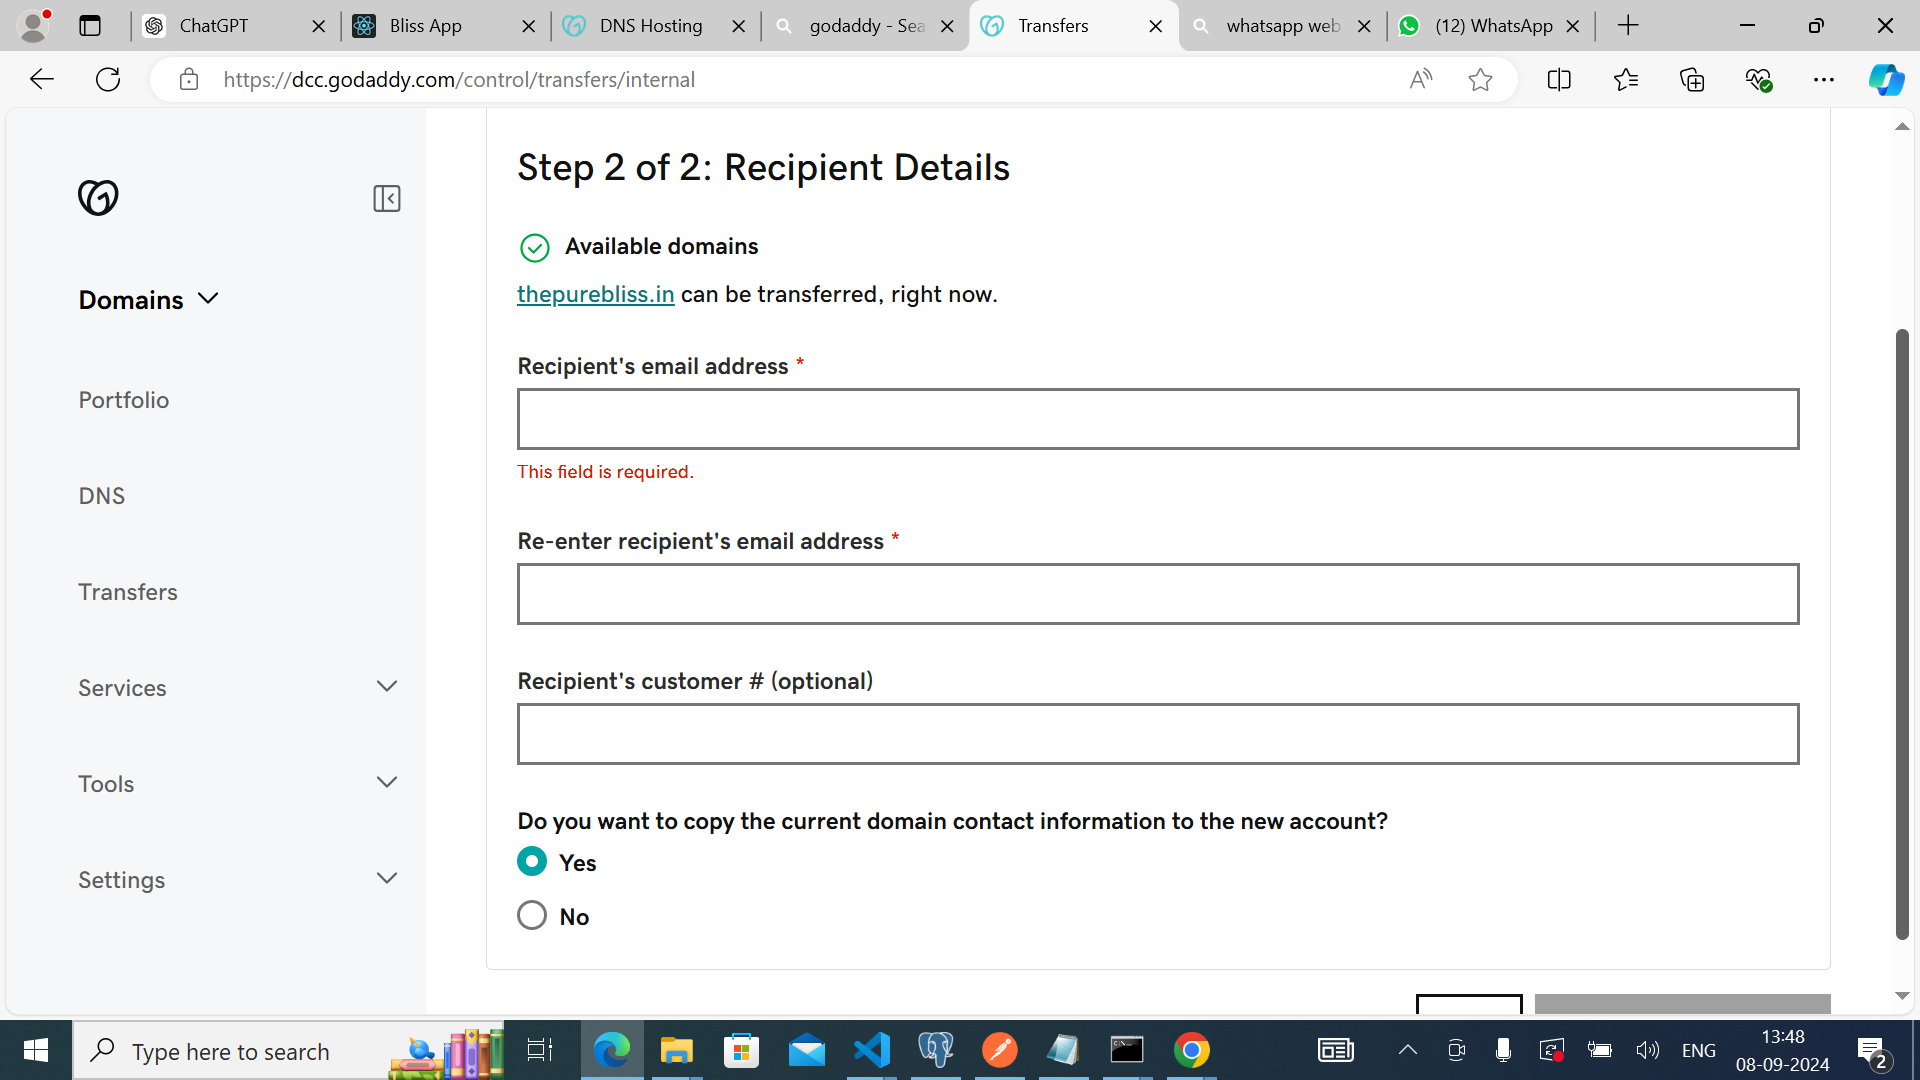 ChatGPT
Bliss App
DNS Hosting
godaddy - Sea
Transfers
whatsapp web
(12) WhatsApp
https://dcc.godaddy.com/control/transfers/internal
Step 2 of 2: Recipient Details
Available domains
thepurebliss.in can be transferred, right now.
Domains
Portfolio
DNS
Transfers
Services
Tools
Settings
Recipient's email address *
This field is required.
Re-enter recipient's email address *
Recipient's customer # (optional)
Do you want to copy the current domain contact information to the new account?
Yes
No
Type here to search
ENG
13:48
08-09-2024
2